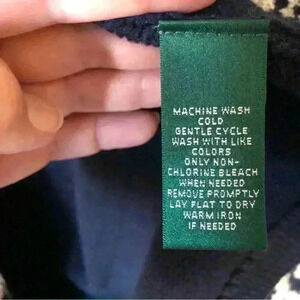 MACHINE WASH
COLD
GENTLE CYCLE
WASH WITH LIKE
COLORS
ONLY NON-
CHLORINE BLEACH
WHEN NEEDED
REMOVE PROMPTLY
LAY FLAT TO DRY
WARM IRON
IF NEEDED